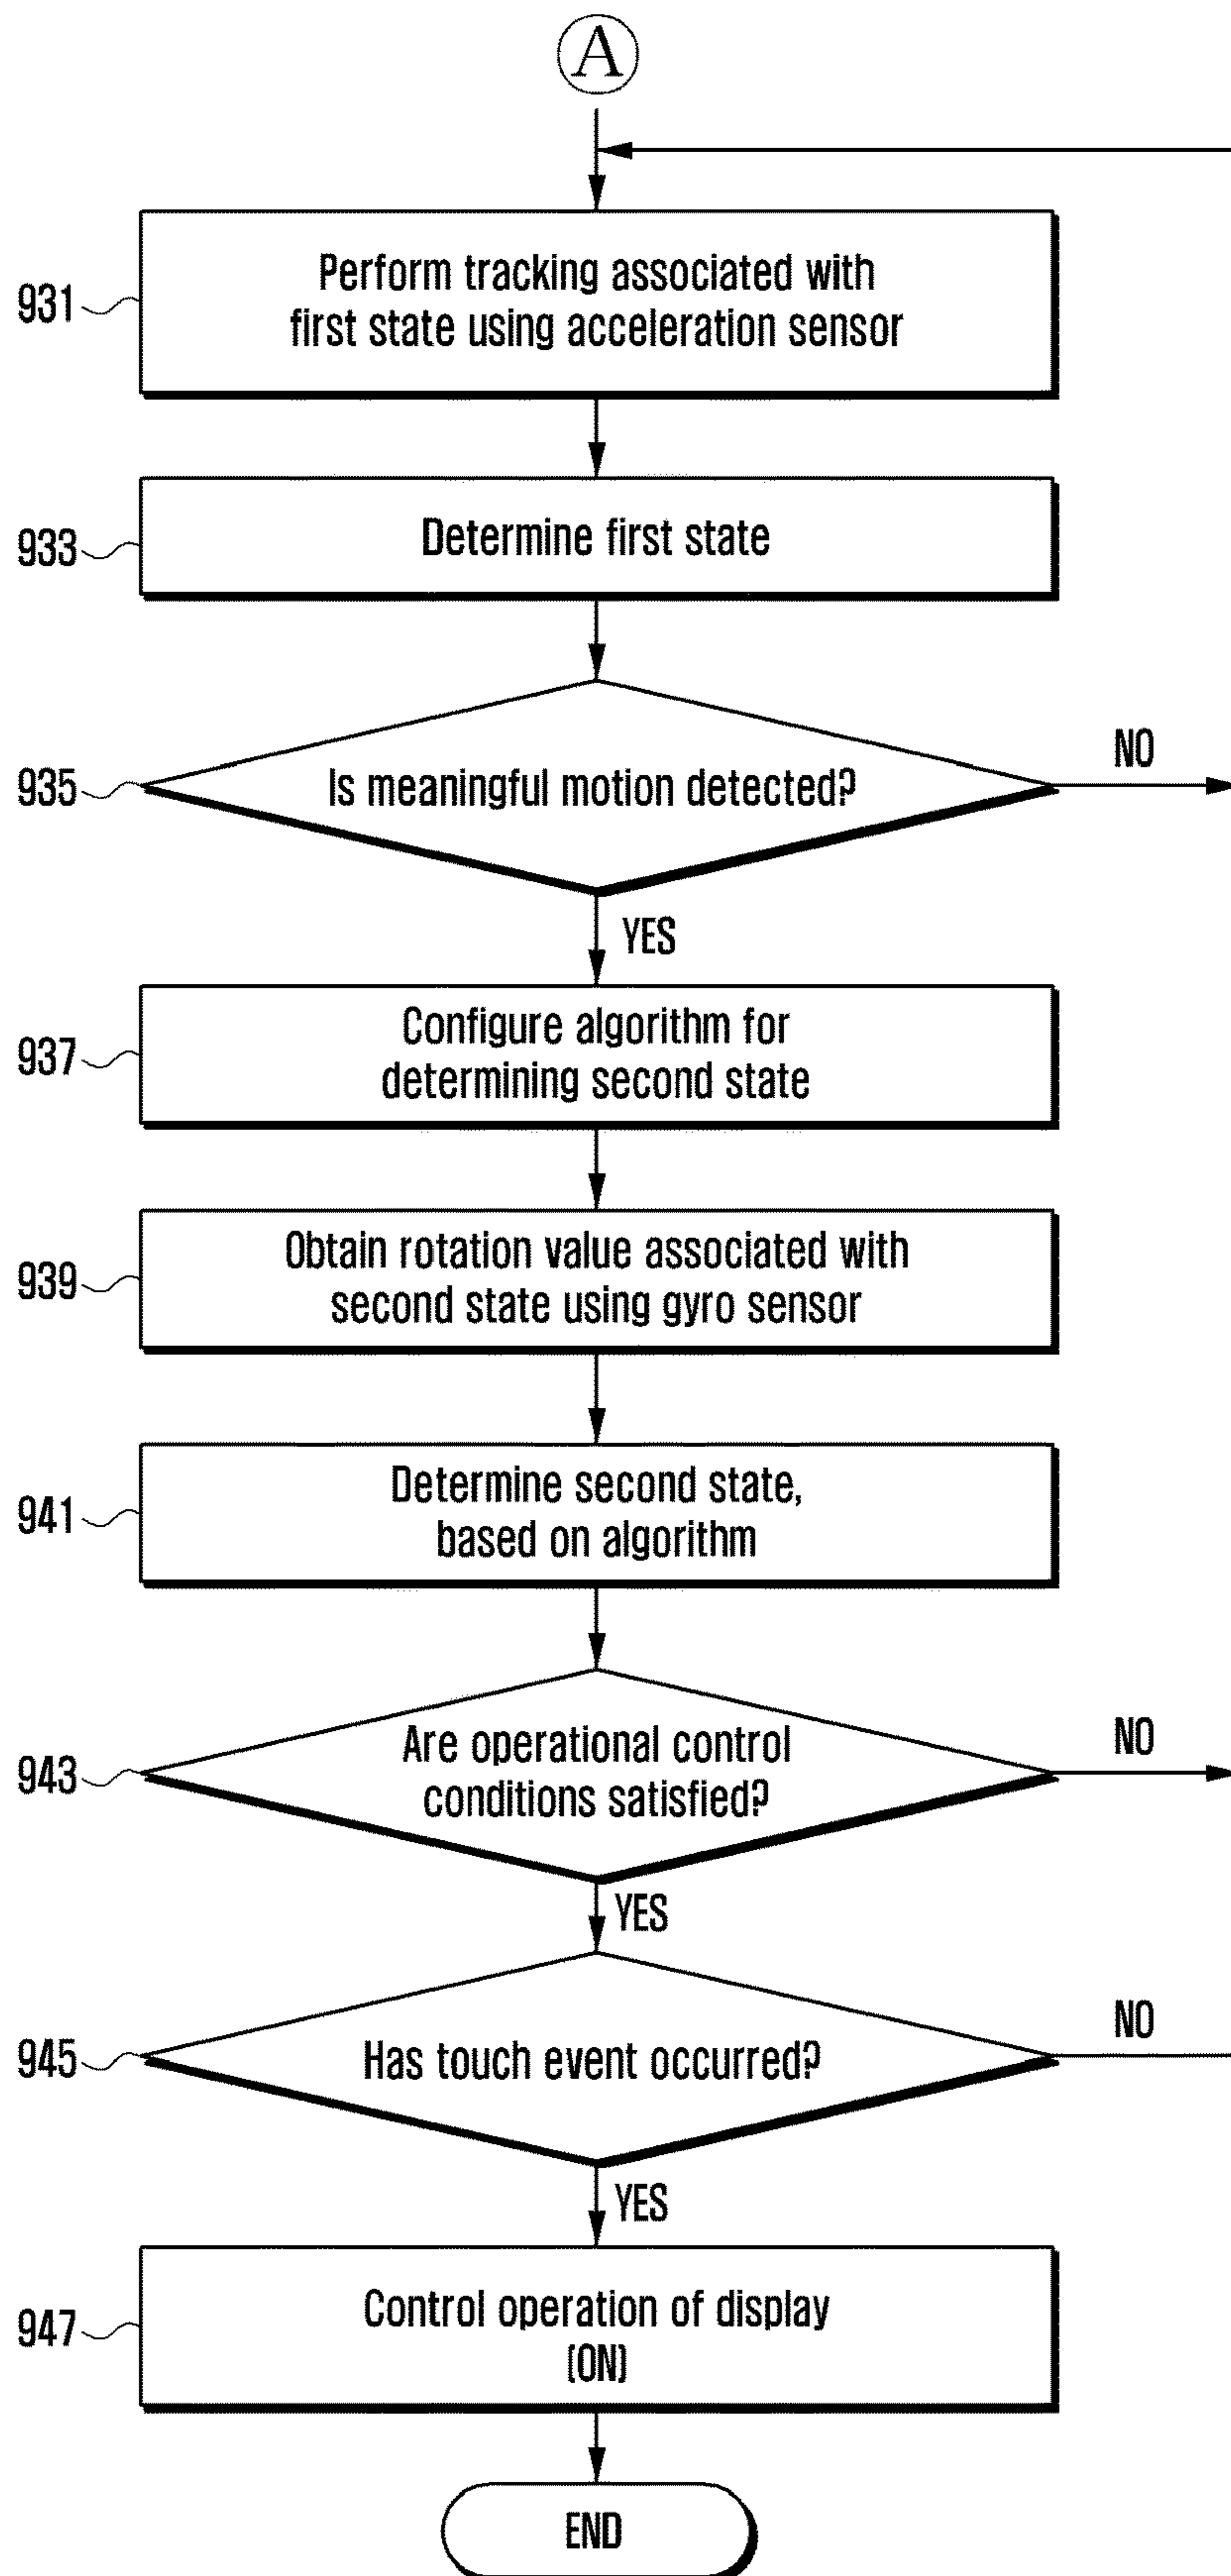 A
931
Perform tracking associated with
first state using acceleration sensor
933
Determine first state
935
Is meaningful motion detected?
NO
YES
937
Configure algorithm for
determining second state
939
Obtain rotation value associated with
second state using gyro sensor
941
Determine second state,
based on algorithm
943
Are operational control
conditions satisfied?
NO
YES
945
Has touch event occurred?
NO
YES
947
Control operation of display
(ON)
END